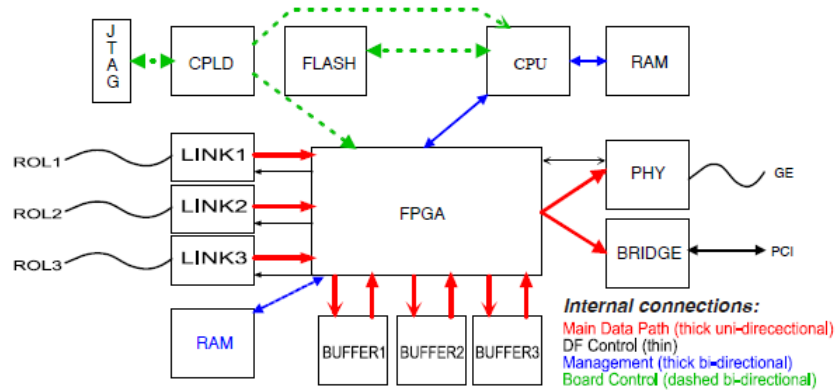 JTAG
CPLD
FLASH
CPU
RAM
ROL1
LINK1
ROL2
LINK2
ROL3
LINK3
FPGA
PHY
GE
BRIDGE
PCI
RAM
BUFFER1
BUFFER2
BUFFER3
Internal connections:
Main Data Path (thick uni-direcectional)
DF Control (thin)
Management (thick bi-directional)
Board Control (dashed bi-directional)